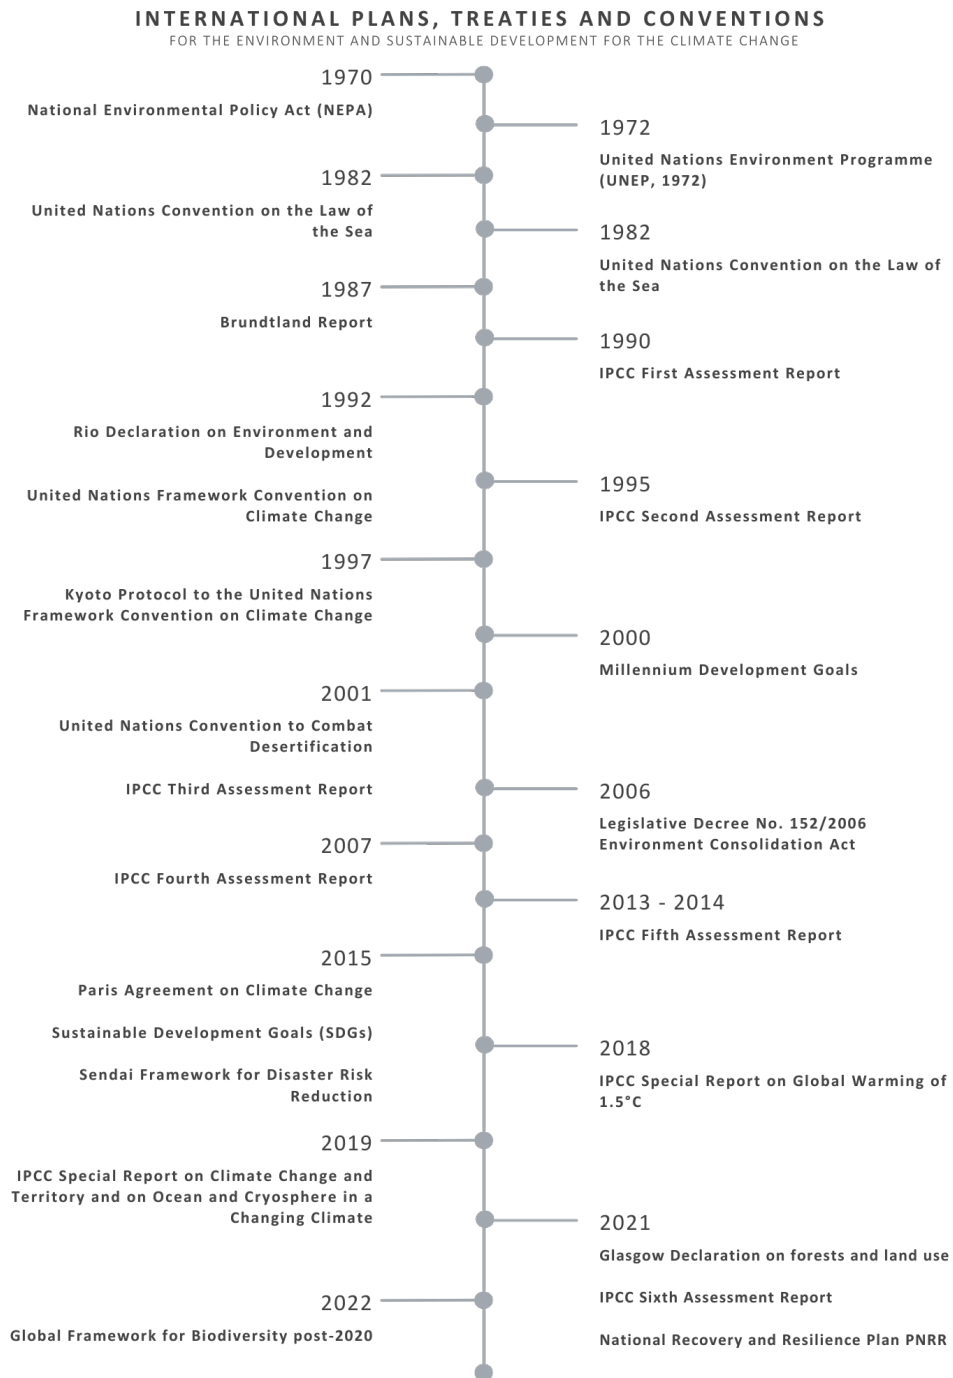 INTERNATIONAL PLANS, TREATIES AND CONVENTIONS
FOR THE ENVIRONMENT AND SUSTAINABLE DEVELOPMENT FOR THE CLIMATE CHANGE
1970
National Environmental Policy Act (NEPA)
1972
United Nations Environment Programme
(UNEP, 1972)
1982
United Nations Convention on the Law of
the Sea
1982
United Nations Convention on the Law of
the Sea
1987
Brundtland Report
1990
IPCC First Assessment Report
1992
Rio Declaration on Environment and
Development
United Nations Framework Convention on
Climate Change
1995
IPCC Second Assessment Report
1997
Kyoto Protocol to the United Nations
Framework Convention on Climate Change
2000
Millennium Development Goals
2001
United Nations Convention to Combat
Desertification
IPCC Third Assessment Report
2006
Legislative Decree No. 152/2006
Environment Consolidation Act
2007
IPCC Fourth Assessment Report
2013 - 2014
IPCC Fifth Assessment Report
2015
Paris Agreement on Climate Change
Sustainable Development Goals (SDGs)
Sendai Framework for Disaster Risk
Reduction
2018
IPCC Special Report on Global Warming of
1.5°C
2019
IPCC Special Report on Climate Change and
Territory and on Ocean and Cryosphere in a
Changing Climate
2021
Glasgow Declaration on forests and land use
IPCC Sixth Assessment Report
National Recovery and Resilience Plan PNRR
2022
Global Framework for Biodiversity post-2020